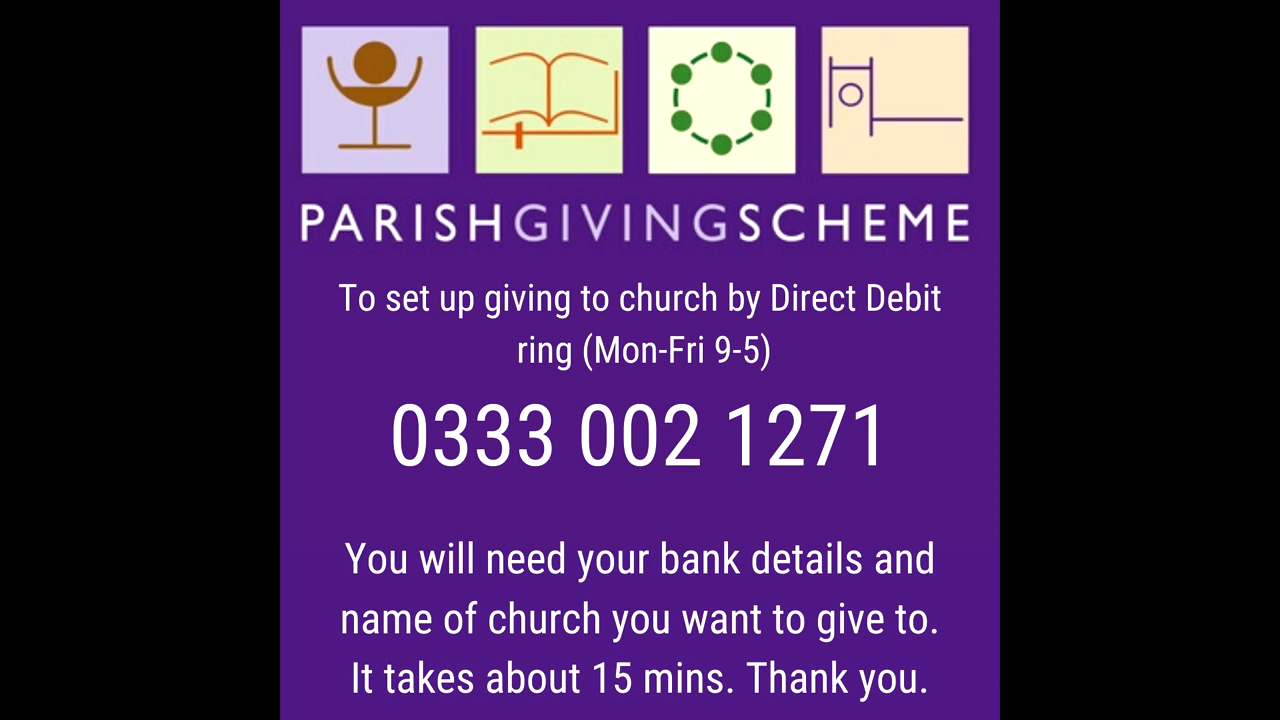 PARISHGIVINGSCHEME
To set up giving to church by Direct Debit
ring (Mon-Fri 9-5)
0333 002 1271
You will need your bank details and
name of church you want to give to.
It takes about 15 mins. Thank you.